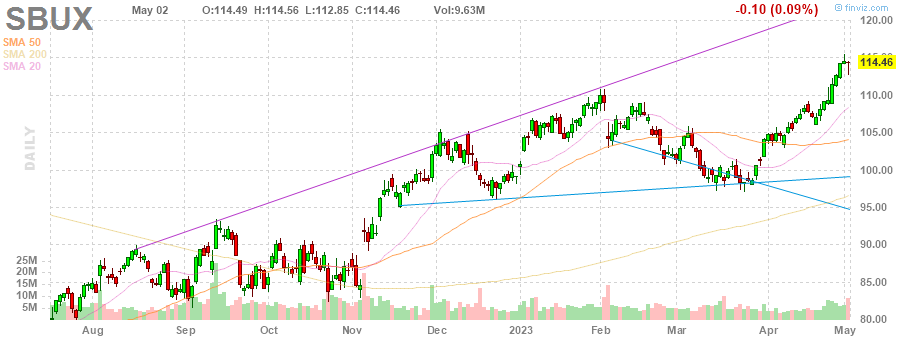 SBUX May 02 O:114.49 H:114.56 L:112.85 C:114.46 Vol:9.63M -0.10 (0.09%) finviz.com
SMA 50
SMA 200
SMA 20
DAILY
120.00
115.00
114.46
110.00
105.00
100.00
95.00
90.00
85.00
80.00
25M
20M
15M
10M
5M
Aug Sep Oct Nov Dec 2023 Feb Mar Apr May